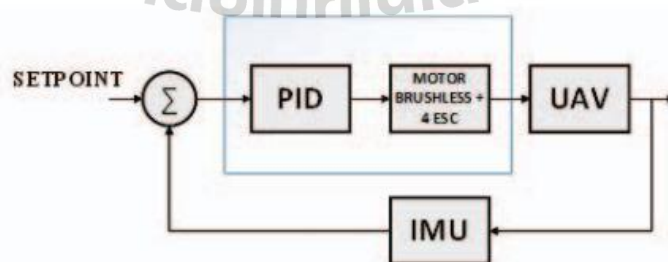 SETPOINT
Σ
PID
MOTOR
BRUSHLESS +
4 ESC
UAV
IMU